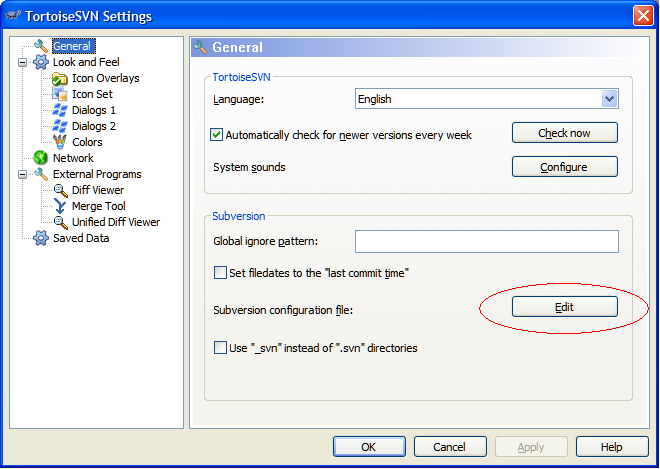 TortoiseSVN Settings
General
Look and Feel
Icon Overlays
Icon Set
Dialogs 1
Dialogs 2
Colors
Network
External Programs
Diff Viewer
Merge Tool
Unified Diff Viewer
Saved Data
General
TortoiseSVN
Language: English
Automatically check for newer versions every week Check now
System sounds Configure
Subversion
Global ignore pattern:
Set filedates to the "last commit time"
Subversion configuration file: Edit
Use "_svn" instead of ".svn" directories
OK Cancel Apply Help